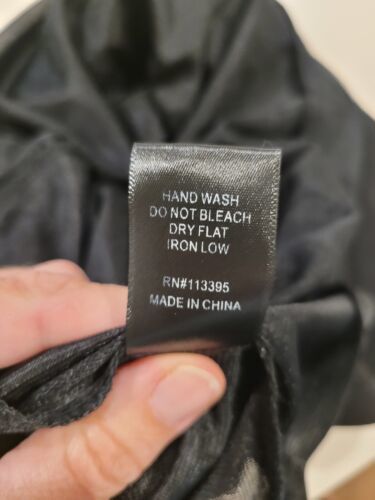 HAND WASH
DO NOT BLEACH
DRY FLAT
IRON LOW
RN#113395
MADE IN CHINA